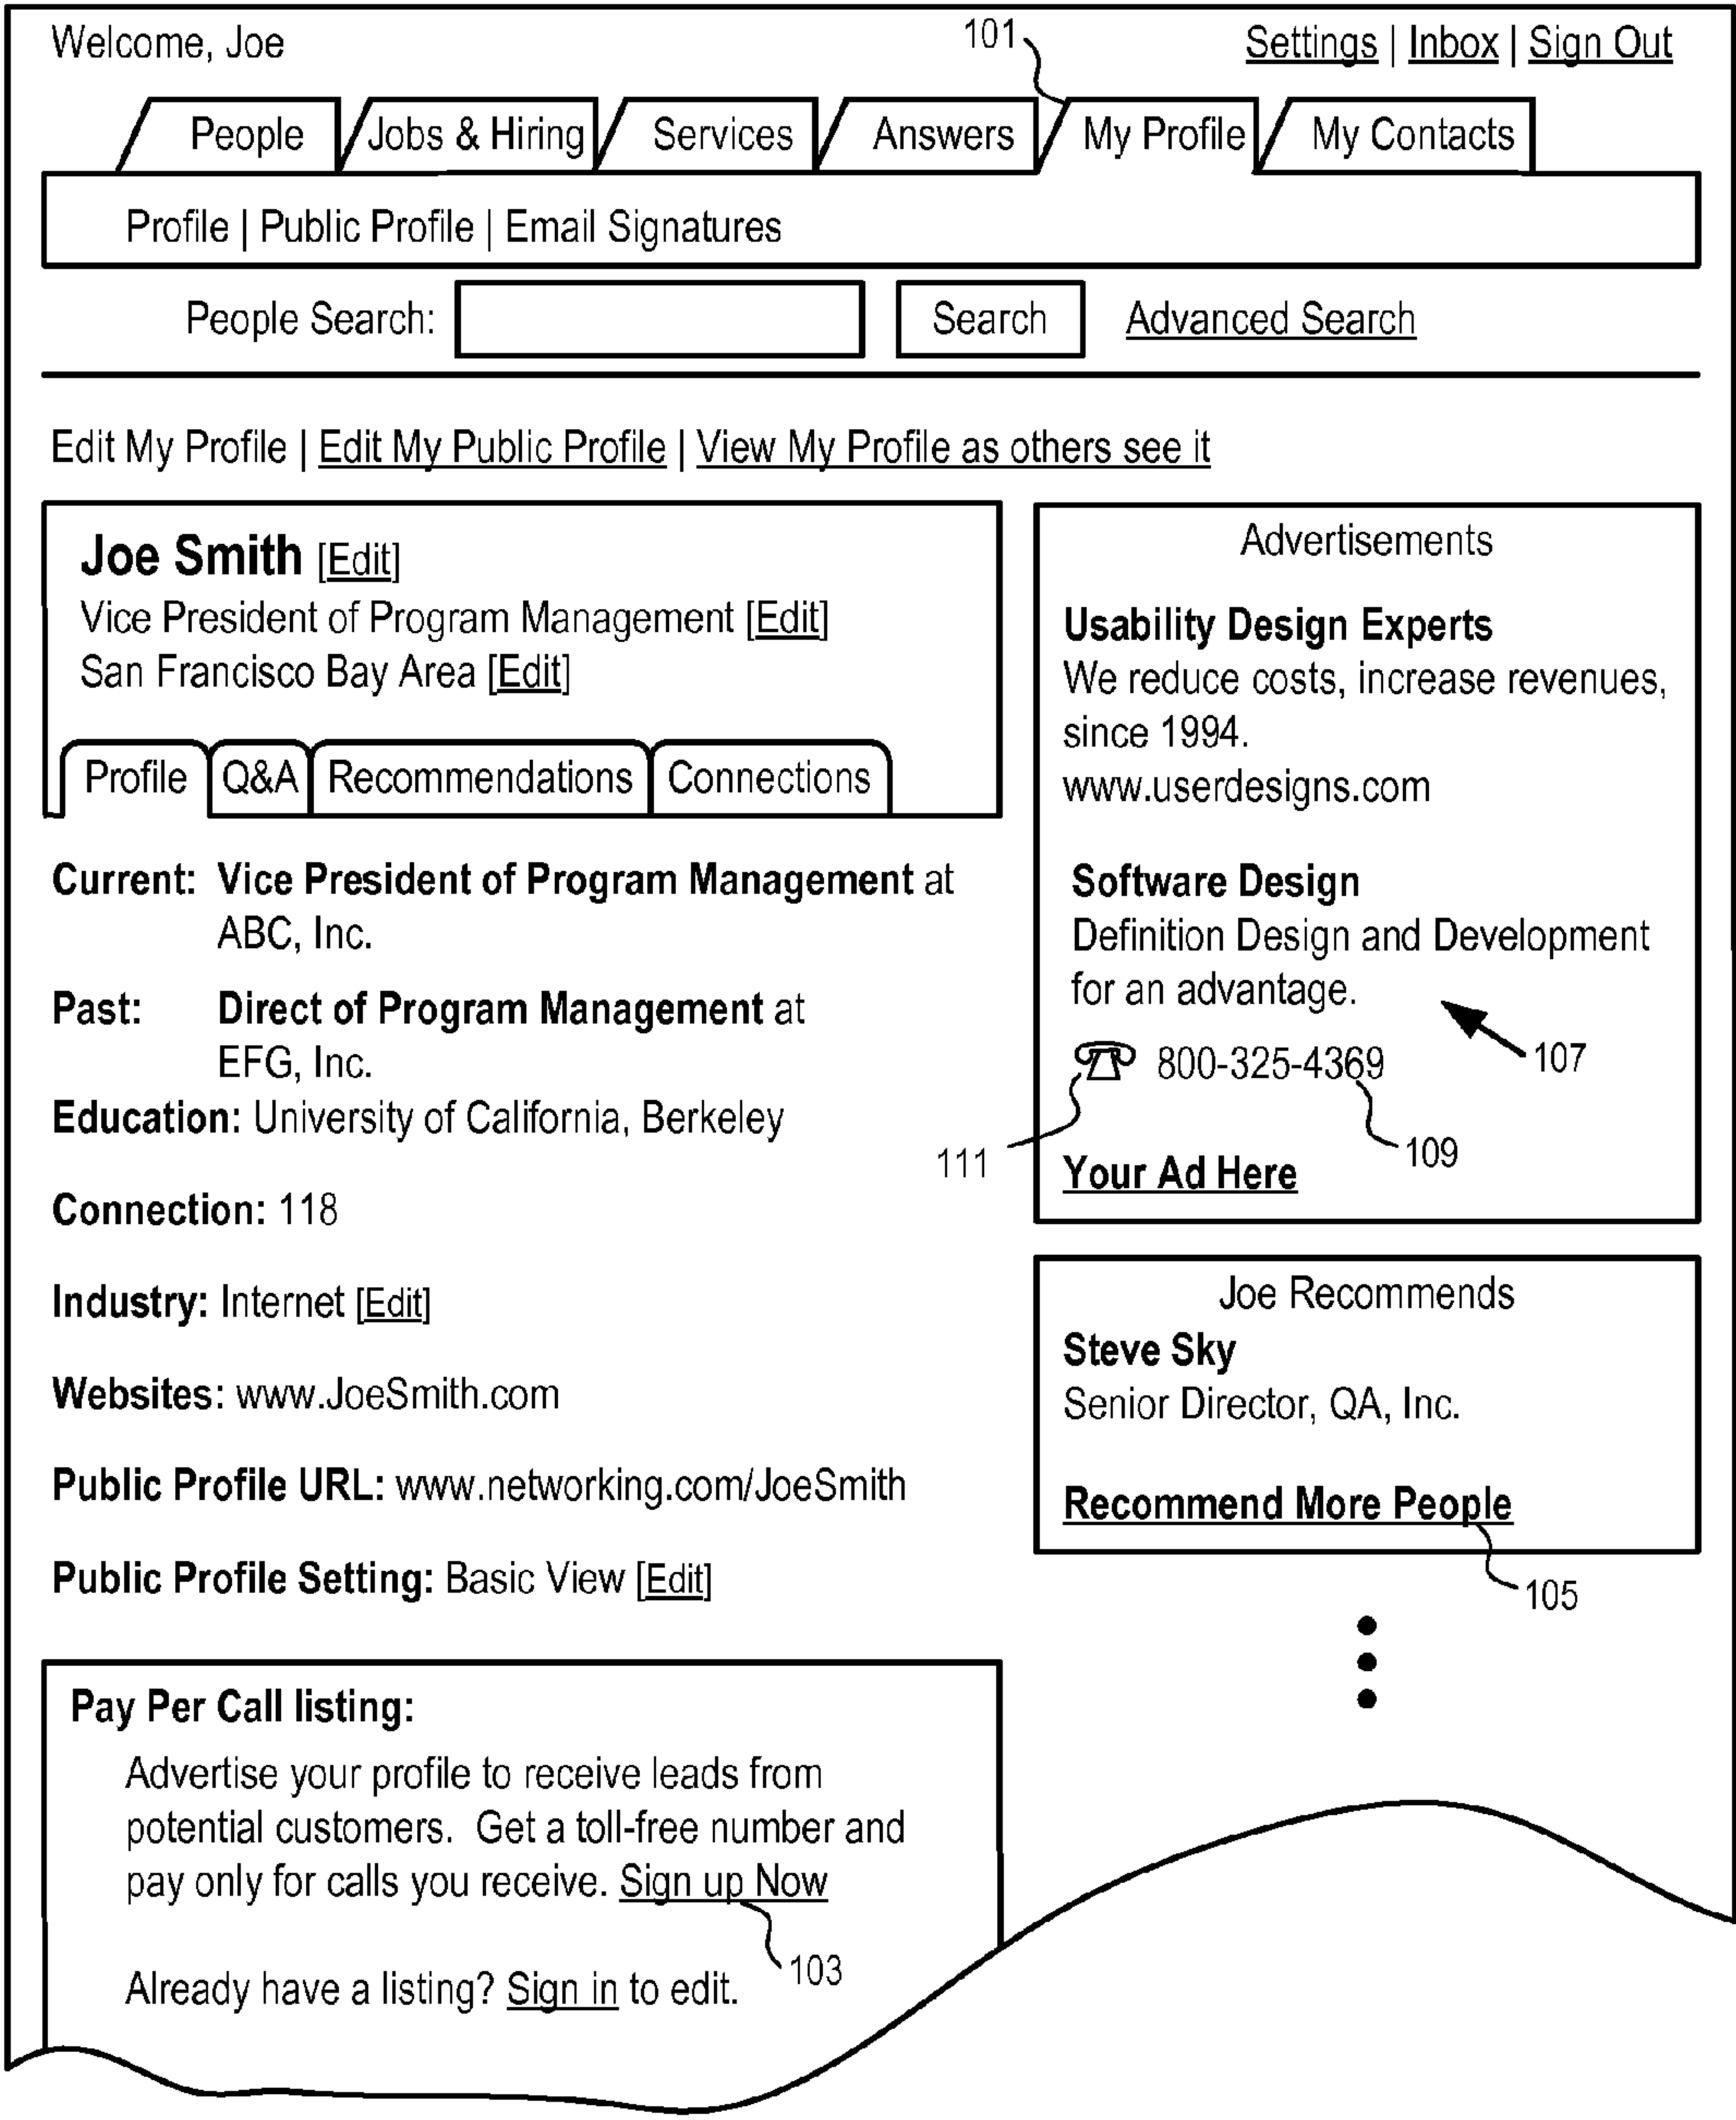 Welcome, Joe
101
Settings | Inbox | Sign Out
People
Jobs & Hiring
Services
Answers
My Profile
My Contacts
Profile | Public Profile | Email Signatures
People Search:
Search
Advanced Search
Edit My Profile | Edit My Public Profile | View My Profile as others see it
Joe Smith [Edit]
Vice President of Program Management [Edit]
San Francisco Bay Area [Edit]
Profile
Q&A
Recommendations
Connections
Current: Vice President of Program Management at
ABC, Inc.
Past: Direct of Program Management at
EFG, Inc.
Education: University of California, Berkeley
Connection: 118
Industry: Internet [Edit]
Websites: www.JoeSmith.com
Public Profile URL: www.networking.com/JoeSmith
Public Profile Setting: Basic View [Edit]
Pay Per Call listing:
Advertise your profile to receive leads from
potential customers. Get a toll-free number and
pay only for calls you receive. Sign up Now
103
Already have a listing? Sign in to edit.
Advertisements
Usability Design Experts
We reduce costs, increase revenues,
since 1994.
www.userdesigns.com
Software Design
Definition Design and Development
for an advantage.
107
800-325-4369
111
109
Your Ad Here
Joe Recommends
Steve Sky
Senior Director, QA, Inc.
Recommend More People
105